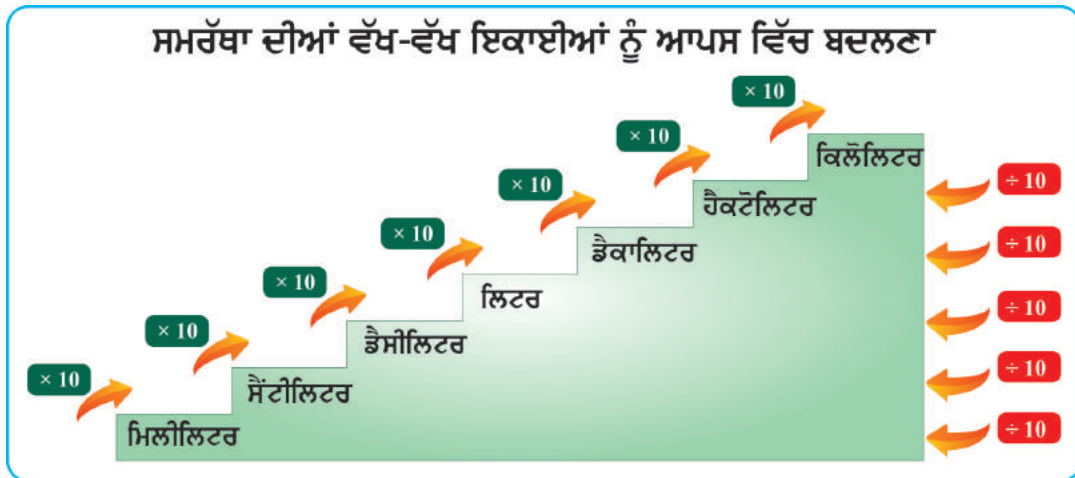 ਸਮਰੱਥਾ ਦੀਆਂ ਵੱਖ-ਵੱਖ ਇਕਾਈਆਂ ਨੂੰ ਆਪਸ ਵਿੱਚ ਬਦਲਣਾ
× 10
× 10
× 10
× 10
× 10
× 10
× 10
ਕਿਲੋਲਿਟਰ
ਹੈਕਟੋਲਿਟਰ
ਡੈਕਾਲਿਟਰ
ਲਿਟਰ
ਡੈਸੀਲਿਟਰ
ਸੈਂਟੀਲਿਟਰ
ਮਿਲੀਲਿਟਰ
÷ 10
÷ 10
÷ 10
÷ 10
÷ 10